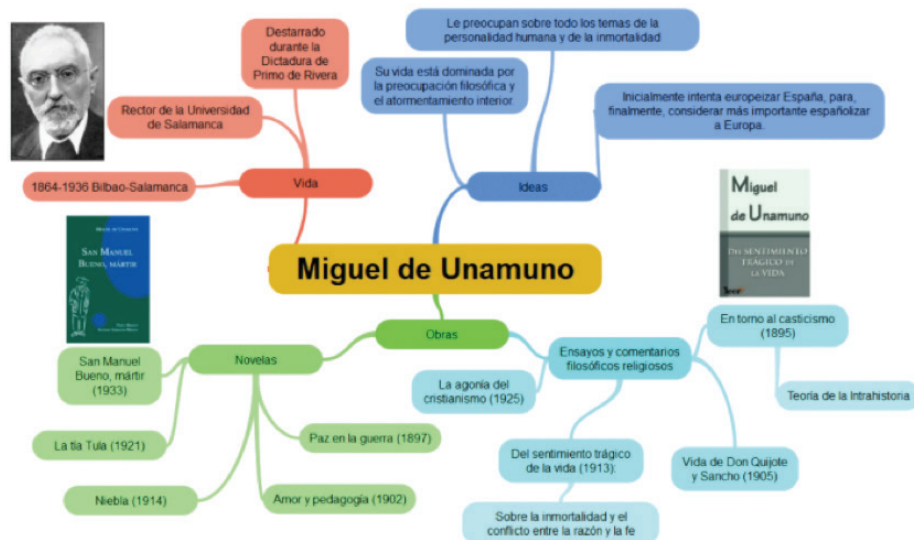 Destarrado
durante la
Dictadura de
Primo de Rivera
Rector de la Universidad
de Salamanca
1864-1936 Bilbao-Salamanca
Vida
Le preocupan sobre todo los temas de la
personalidad humana y de la inmortalidad
Su vida está dominada por
la preocupación filosófica y
el atormentamiento interior.
Inicialmente intenta europeizar España, para,
finalmente, considerar más importante españolizar
a Europa.
Ideas
MIGUEL DE UNAMUNO
SAN MANUEL
BUENO, MÁRTIR
Miguel
de Unamuno
DEL SENTIMIENTO
TRÁGICO DE
LA VIDA
Miguel de Unamuno
Obras
Novelas
San Manuel
Bueno, mártir
(1933)
La tía Tula (1921)
Niebla (1914)
Amor y pedagogía (1902)
Paz en la guerra (1897)
Ensayos y comentarios
filosóficos religiosos
La agonía del
cristianismo (1925)
Del sentimiento trágico
de la vida (1913):
Sobre la inmortalidad y el
conflicto entre la razón y la fe
Vida de Don Quijote
y Sancho (1905)
En torno al casticismo
(1895)
Teoría de la Intrahistoria